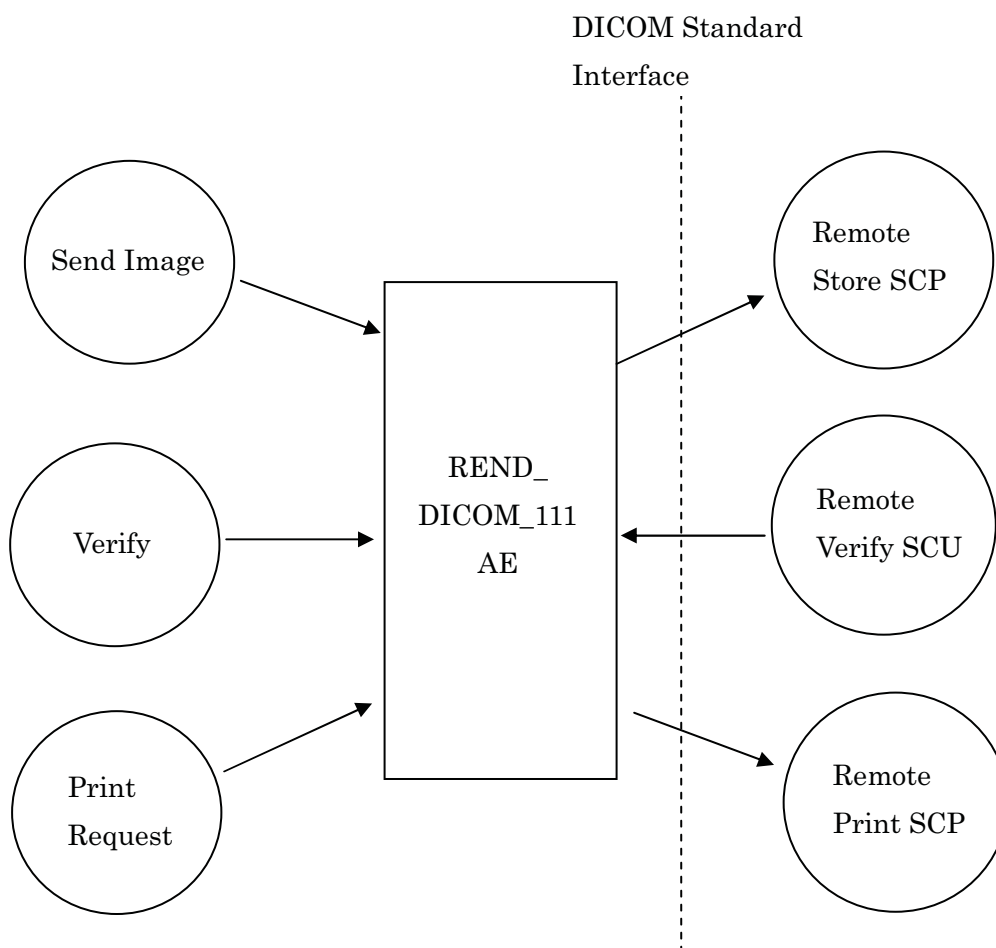 DICOM Standard
Interface
Send Image
Remote
Store SCP
REND_
DICOM_111
AE
Verify
Remote
Verify SCU
Print
Request
Remote
Print SCP